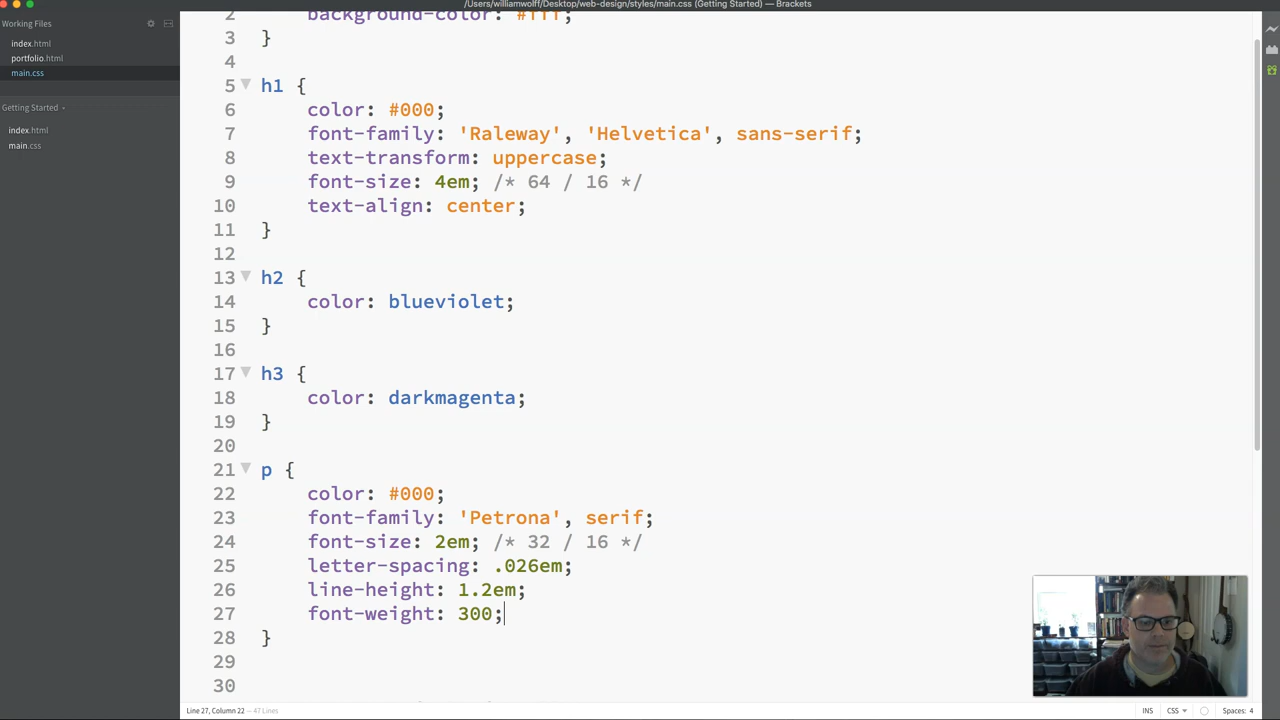 /Users/williamwolff/Desktop/web-design/styles/main.css (Getting Started) — Brackets
Working Files
index.html
portfolio.html
main.css
Getting Started
index.html
main.css
2 background-color: #fff;
3 }
4
5 h1 {
6 color: #000;
7 font-family: 'Raleway', 'Helvetica', sans-serif;
8 text-transform: uppercase;
9 font-size: 4em; /* 64 / 16 */
10 text-align: center;
11 }
12
13 h2 {
14 color: blueviolet;
15 }
16
17 h3 {
18 color: darkmagenta;
19 }
20
21 p {
22 color: #000;
23 font-family: 'Petrona', serif;
24 font-size: 2em; /* 32 / 16 */
25 letter-spacing: .026em;
26 line-height: 1.2em;
27 font-weight: 300;
28 }
29
30
Line 27, Column 22 — 47 Lines
INS CSS Spaces: 4